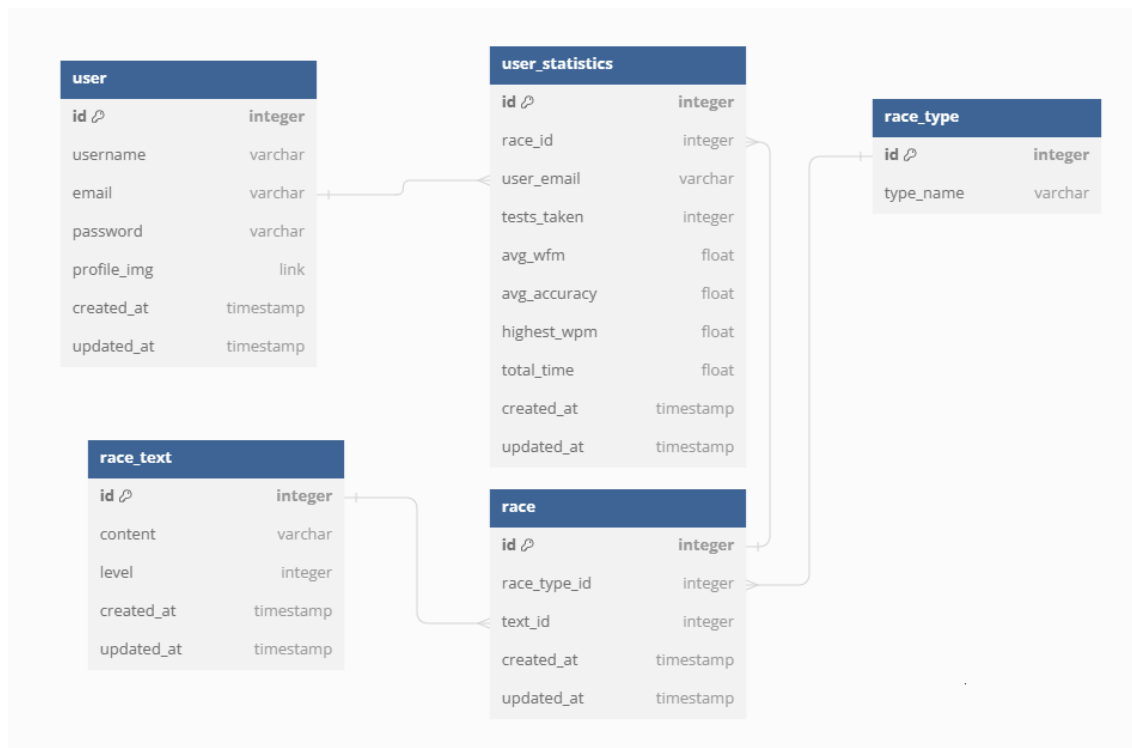 user
id integer
username varchar
email varchar
password varchar
profile_img link
created_at timestamp
updated_at timestamp
user_statistics
id integer
race_id integer
user_email varchar
tests_taken integer
avg_wfm float
avg_accuracy float
highest_wpm float
total_time float
created_at timestamp
updated_at timestamp
race_type
id integer
type_name varchar
race_text
id integer
content varchar
level integer
created_at timestamp
updated_at timestamp
race
id integer
race_type_id integer
text_id integer
created_at timestamp
updated_at timestamp